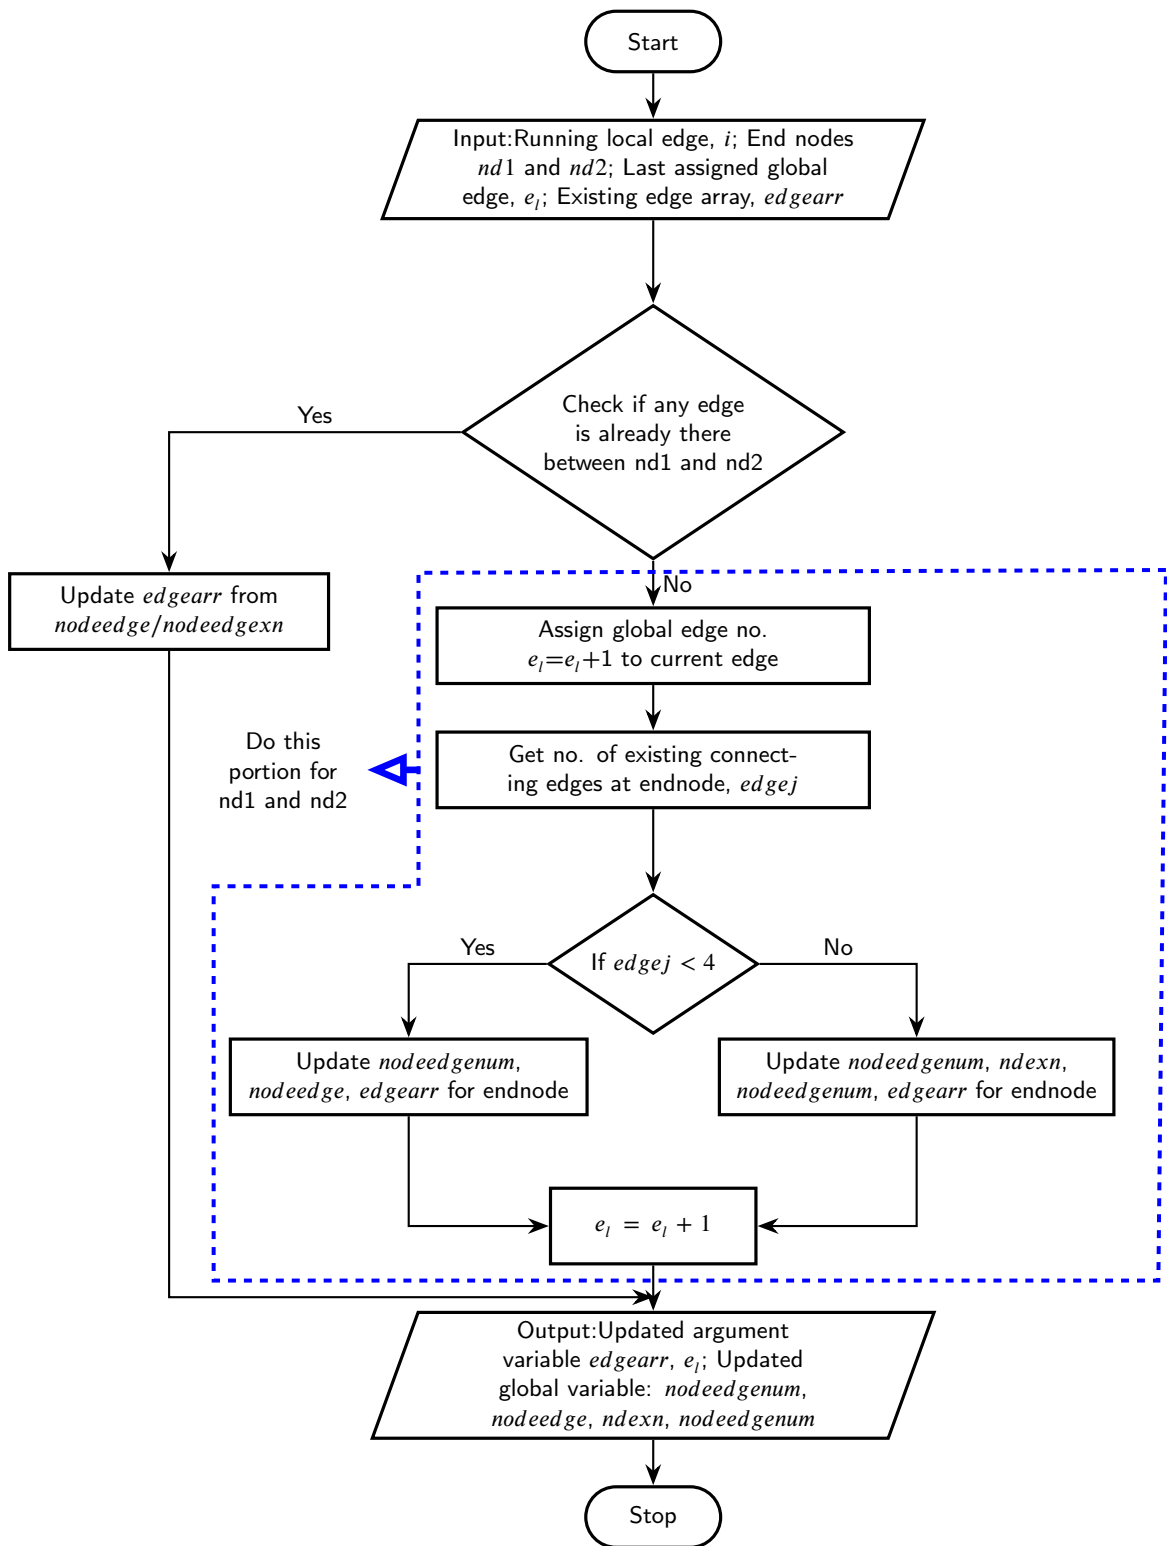 Start
Input:Running local edge, i; End nodes
nd1 and nd2; Last assigned global
edge, e_l; Existing edge array, edgearr
Check if any edge
is already there
between nd1 and nd2
Yes
No
Update edgearr from
nodeedge/nodeedgexn
Assign global edge no.
e_l=e_l+1 to current edge
Do this
portion for
nd1 and nd2
Get no. of existing connect-
ing edges at endnode, edgej
If edgej < 4
Yes
No
Update nodeedgenum,
nodeedge, edgearr for endnode
Update nodeedgenum, ndexn,
nodeedgenum, edgearr for endnode
e_l = e_l + 1
Output:Updated argument
variable edgearr, e_l; Updated
global variable: nodeedgenum,
nodeedge, ndexn, nodeedgenum
Stop